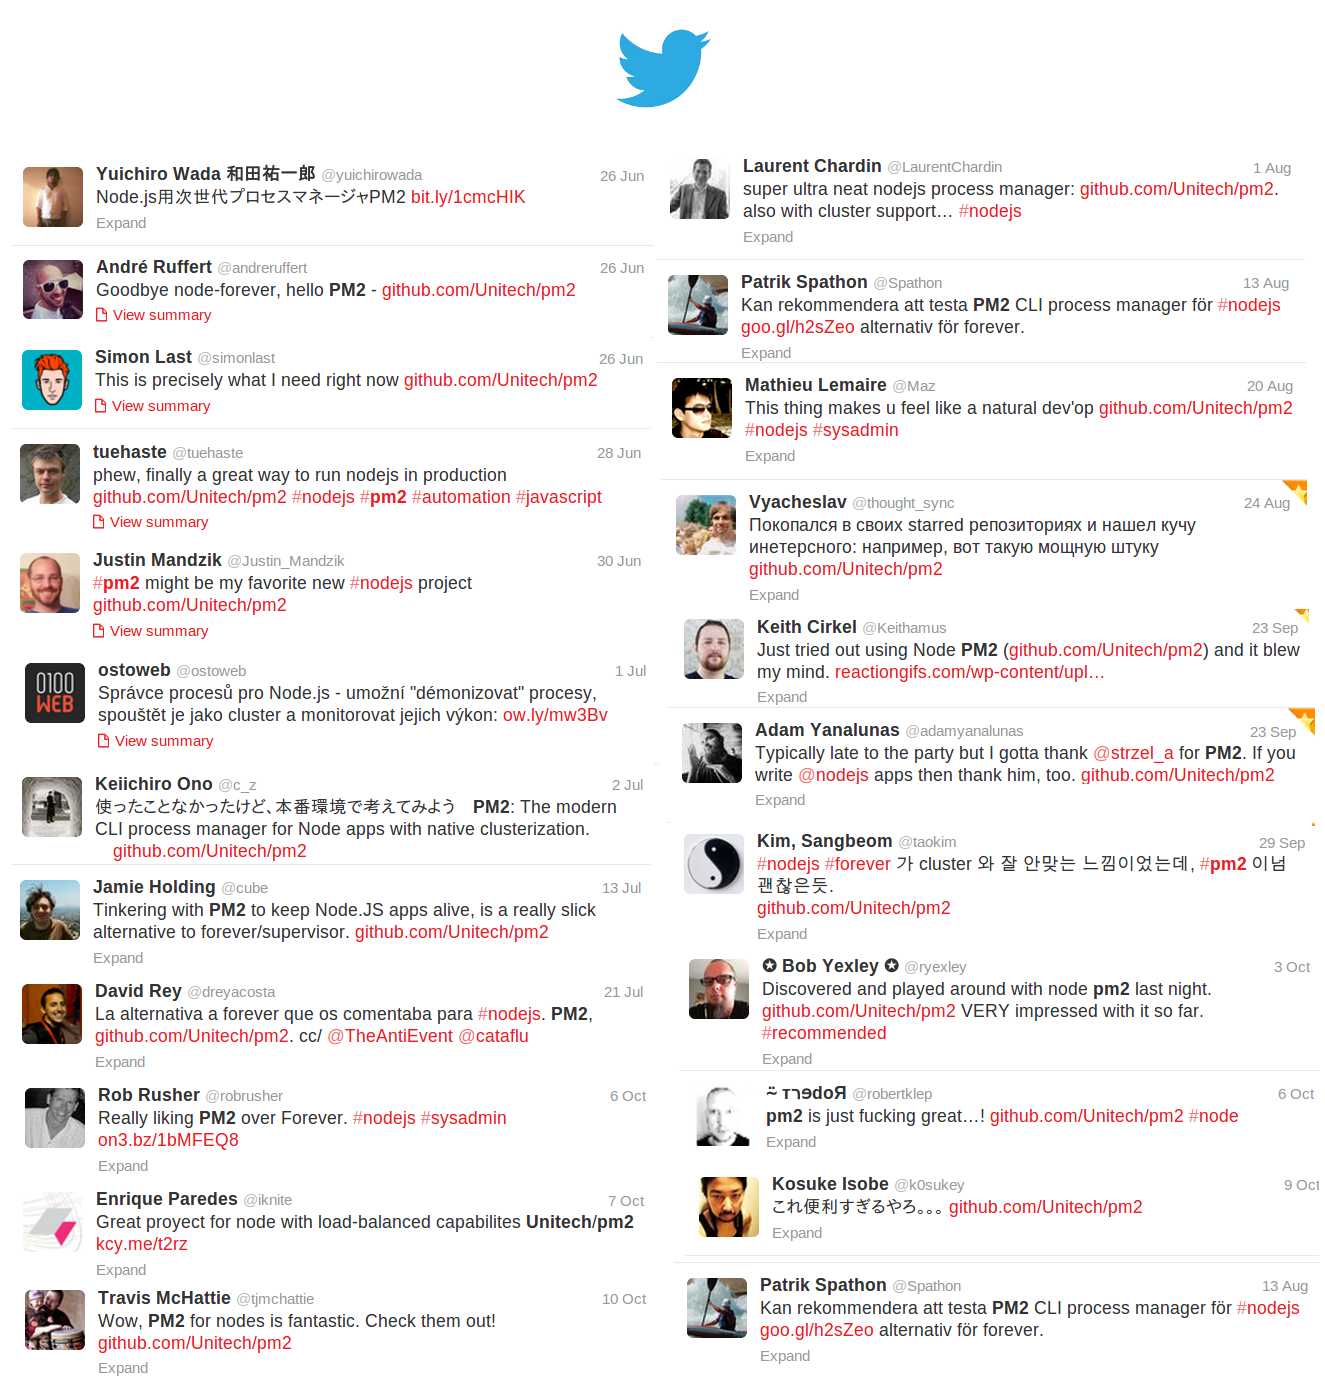 Yuichiro Wada 和田祐一郎 @yuichirowada 26 Jun
Node.js用次世代プロセスマネージャPM2 bit.ly/1cmcHIK
Expand
André Ruffert @andreruffert 26 Jun
Goodbye node-forever, hello PM2 - github.com/Unitech/pm2
View summary
Simon Last @simonlast 26 Jun
This is precisely what I need right now github.com/Unitech/pm2
View summary
tuehaste @tuehaste 28 Jun
phew, finally a great way to run nodejs in production
github.com/Unitech/pm2 #nodejs #pm2 #automation #javascript
View summary
Justin Mandzik @Justin_Mandzik 30 Jun
#pm2 might be my favorite new #nodejs project
github.com/Unitech/pm2
View summary
0100
WEB
ostoweb @ostoweb 1 Jul
Správce procesů pro Node.js - umožní "démonizovat" procesy,
spouštět je jako cluster a monitorovat jejich výkon: ow.ly/mw3Bv
View summary
Keiichiro Ono @c_z 2 Jul
使ったことなかったけど、本番環境で考えてみよう PM2: The modern
CLI process manager for Node apps with native clusterization.
github.com/Unitech/pm2
Jamie Holding @cube 13 Jul
Tinkering with PM2 to keep Node.JS apps alive, is a really slick
alternative to forever/supervisor. github.com/Unitech/pm2
Expand
David Rey @dreyacosta 21 Jul
La alternativa a forever que os comentaba para #nodejs. PM2,
github.com/Unitech/pm2. cc/ @TheAntiEvent @cataflu
Expand
Rob Rusher @robrusher 6 Oct
Really liking PM2 over Forever. #nodejs #sysadmin
on3.bz/1bMFEQ8
Expand
Enrique Paredes @iknite 7 Oct
Great proyect for node with load-balanced capabilites Unitech/pm2
kcy.me/t2rz
Expand
Travis McHattie @tjmchattie 10 Oct
Wow, PM2 for nodes is fantastic. Check them out!
github.com/Unitech/pm2
Expand
Laurent Chardin @LaurentChardin 1 Aug
super ultra neat nodejs process manager: github.com/Unitech/pm2.
also with cluster support… #nodejs
Expand
Patrik Spathon @Spathon 13 Aug
Kan rekommendera att testa PM2 CLI process manager för #nodejs
goo.gl/h2sZeo alternativ för forever.
Expand
Mathieu Lemaire @Maz 20 Aug
This thing makes u feel like a natural dev'op github.com/Unitech/pm2
#nodejs #sysadmin
Expand
Vyacheslav @thought_sync 24 Aug
Покопался в своих starred репозиториях и нашел кучу
инетерсного: например, вот такую мощную штуку
github.com/Unitech/pm2
Expand
Keith Cirkel @Keithamus 23 Sep
Just tried out using Node PM2 (github.com/Unitech/pm2) and it blew
my mind. reactiongifs.com/wp-content/upl…
Expand
Adam Yanalunas @adamyanalunas 23 Sep
Typically late to the party but I gotta thank @strzel_a for PM2. If you
write @nodejs apps then thank him, too. github.com/Unitech/pm2
Expand
Kim, Sangbeom @taokim 29 Sep
#nodejs #forever 가 cluster 와 잘 안맞는 느낌이었는데, #pm2 이넘
괜찮은듯.
github.com/Unitech/pm2
Expand
✪ Bob Yexley ✪ @ryexley 3 Oct
Discovered and played around with node pm2 last night.
github.com/Unitech/pm2 VERY impressed with it so far.
#recommended
Expand
@robertklep 6 Oct
pm2 is just fucking great…! github.com/Unitech/pm2 #node
Expand
Kosuke Isobe @k0sukey 9 Oct
これ便利すぎるやろ。。。 github.com/Unitech/pm2
Expand
Patrik Spathon @Spathon 13 Aug
Kan rekommendera att testa PM2 CLI process manager för #nodejs
goo.gl/h2sZeo alternativ för forever.
Expand